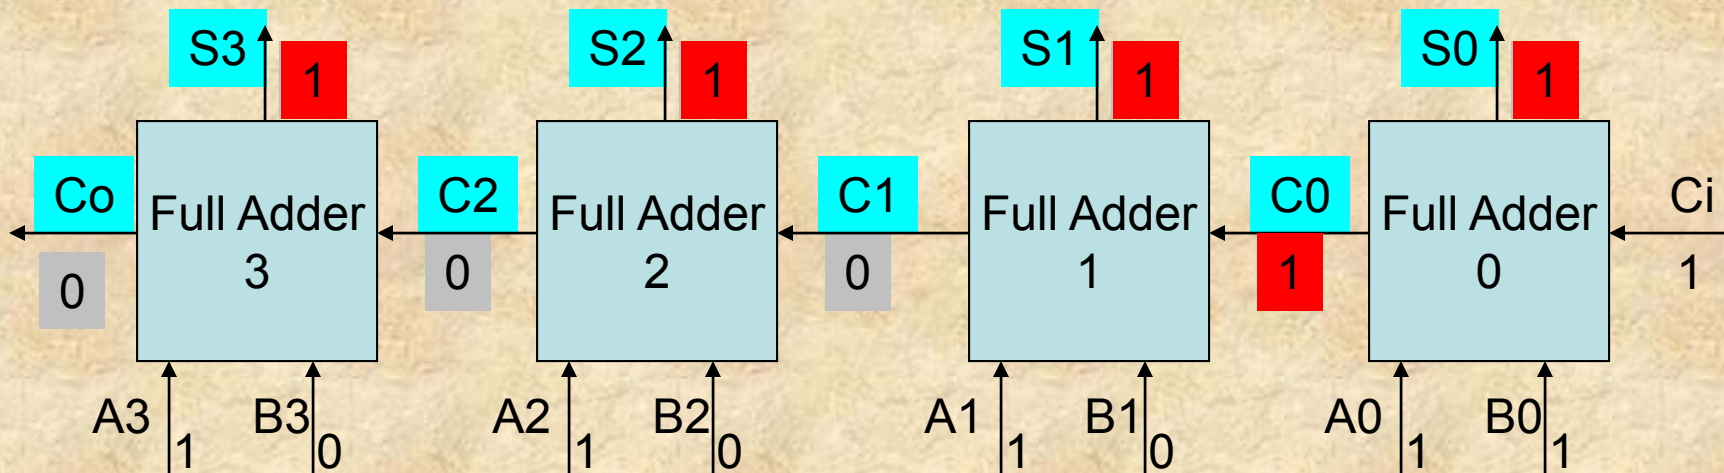 S3 1 S2 1 S1 1 S0 1
Co Full Adder C2 Full Adder C1 Full Adder C0 Full Adder Ci
0 3 0 2 0 1 1 0 1
A3 1 B3 0 A2 1 B2 0 A1 1 B1 0 A0 1 B0 1